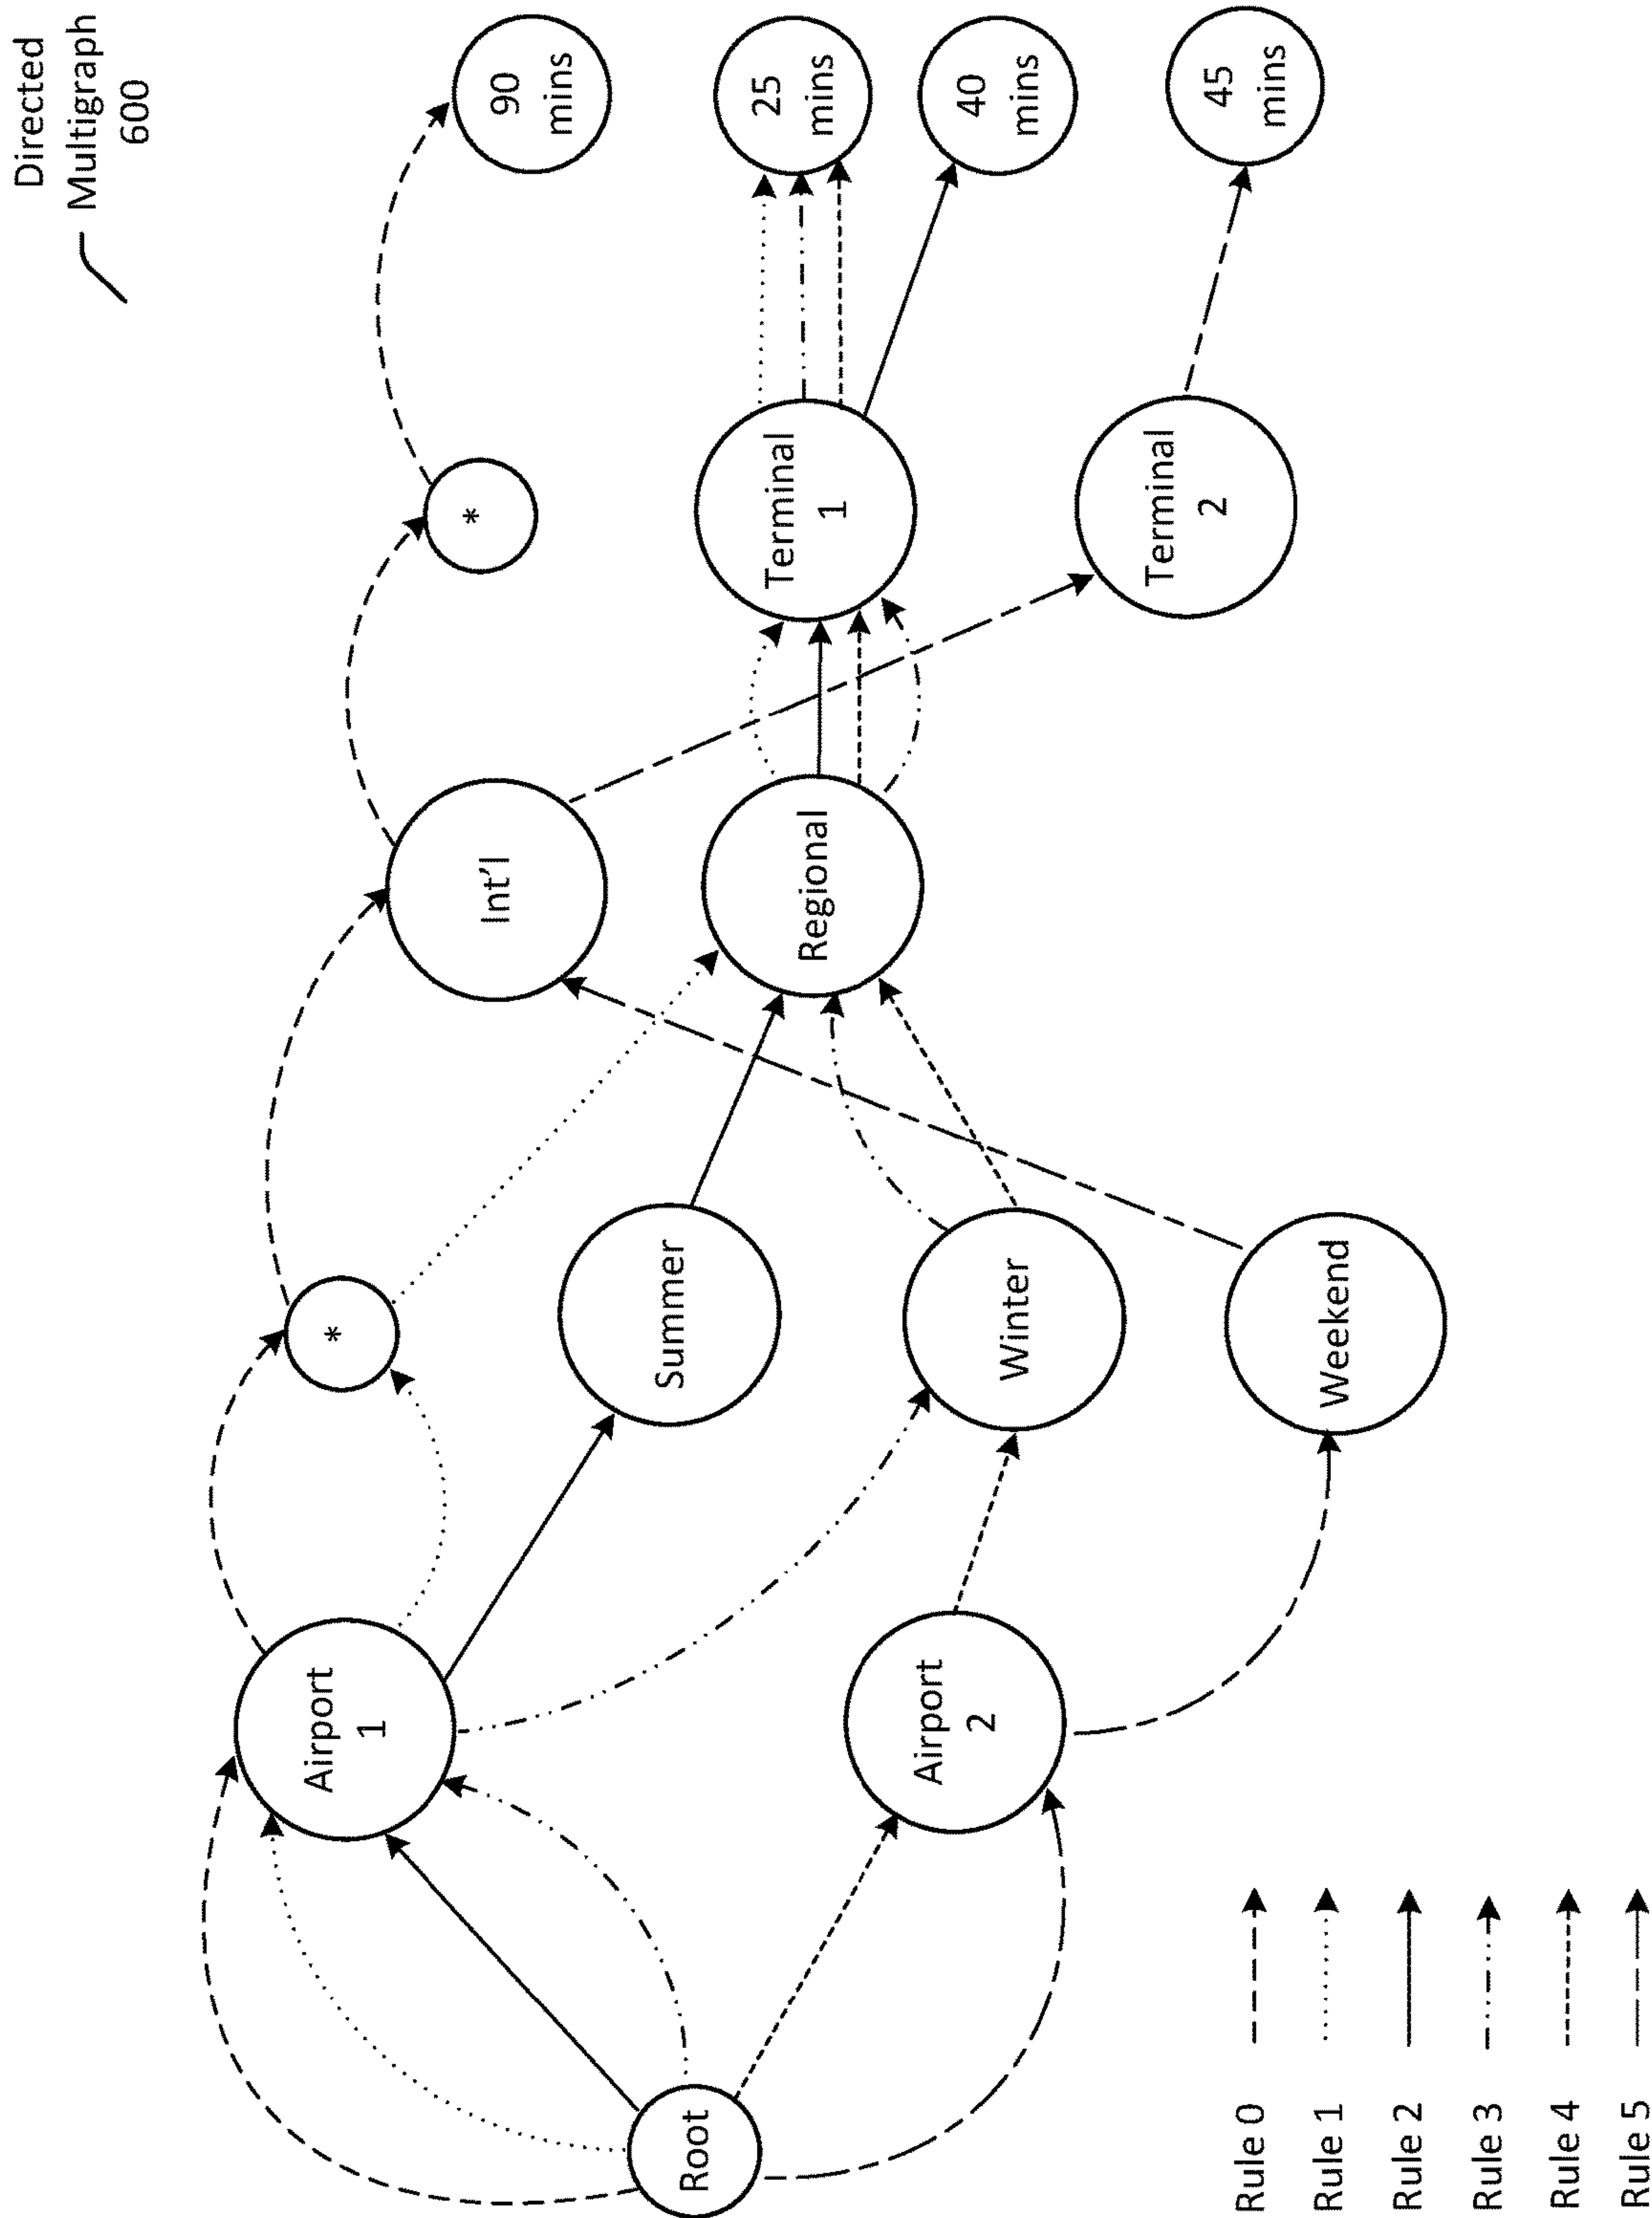 Directed
Multigraph
600
Root
Airport
1
Airport
2
*
Summer
Winter
Weekend
Int'l
Regional
*
Terminal
1
Terminal
2
90
mins
25
mins
40
mins
45
mins
Rule 0
Rule 1
Rule 2
Rule 3
Rule 4
Rule 5